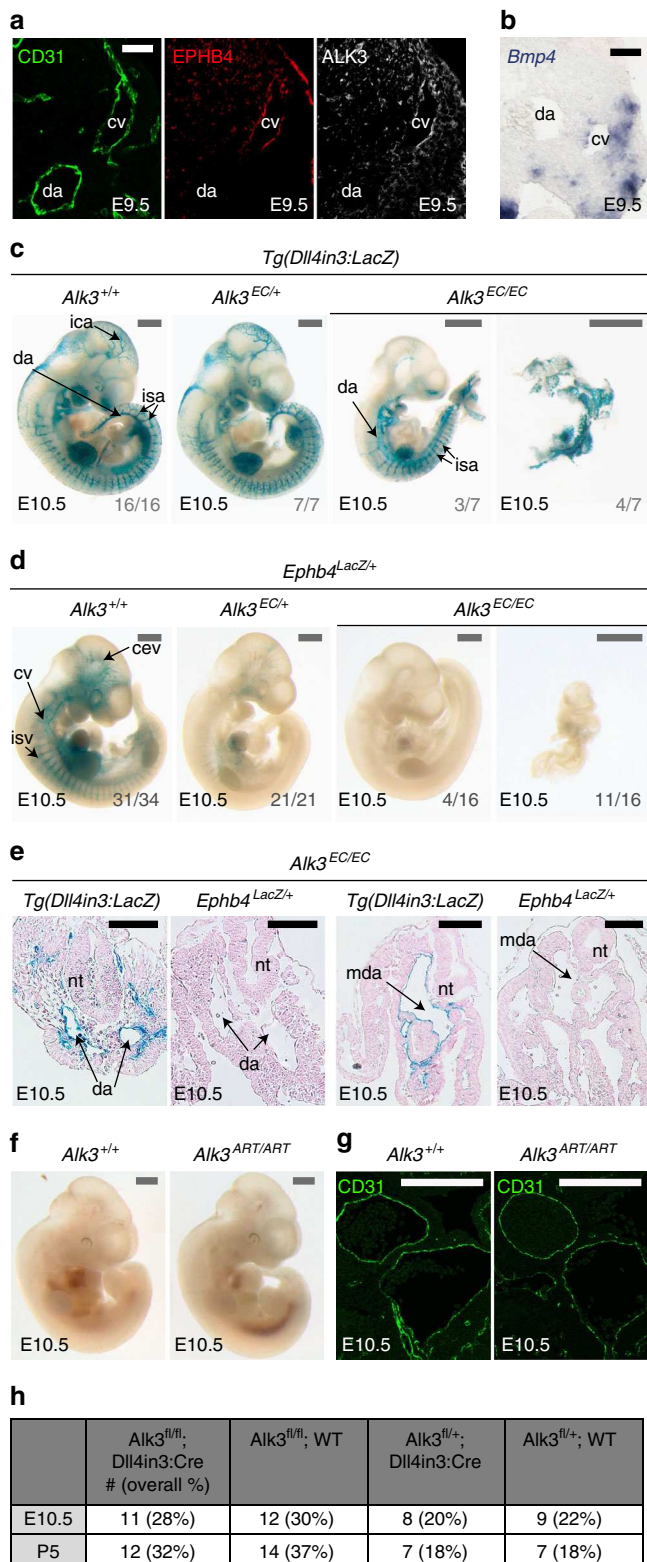 a
CD31 EPHB4 ALK3
cv cv cv
da da da
E9.5 E9.5 E9.5
b
Bmp4
da
cv
E9.5
c
Tg(Dll4in3:LacZ)
Alk3+/+ Alk3EC/+ Alk3EC/EC
ica
da
isa
da
isa
E10.5 16/16 E10.5 7/7 E10.5 3/7 E10.5 4/7
d
Ephb4LacZ/+
Alk3+/+ Alk3EC/+ Alk3EC/EC
cev
cv
isv
E10.5 31/34 E10.5 21/21 E10.5 4/16 E10.5 11/16
e
Alk3EC/EC
Tg(Dll4in3:LacZ) Ephb4LacZ/+ Tg(Dll4in3:LacZ) Ephb4LacZ/+
nt nt mda nt mda nt
da da
E10.5 E10.5 E10.5 E10.5
f
Alk3+/+ Alk3ART/ART
E10.5 E10.5
g
Alk3+/+ Alk3ART/ART
CD31 CD31
E10.5 E10.5
h
Alk3fl/fl; Dll4in3:Cre # (overall %) Alk3fl/fl; WT Alk3fl/+; Dll4in3:Cre Alk3fl/+; WT
E10.5 11 (28%) 12 (30%) 8 (20%) 9 (22%)
P5 12 (32%) 14 (37%) 7 (18%) 7 (18%)